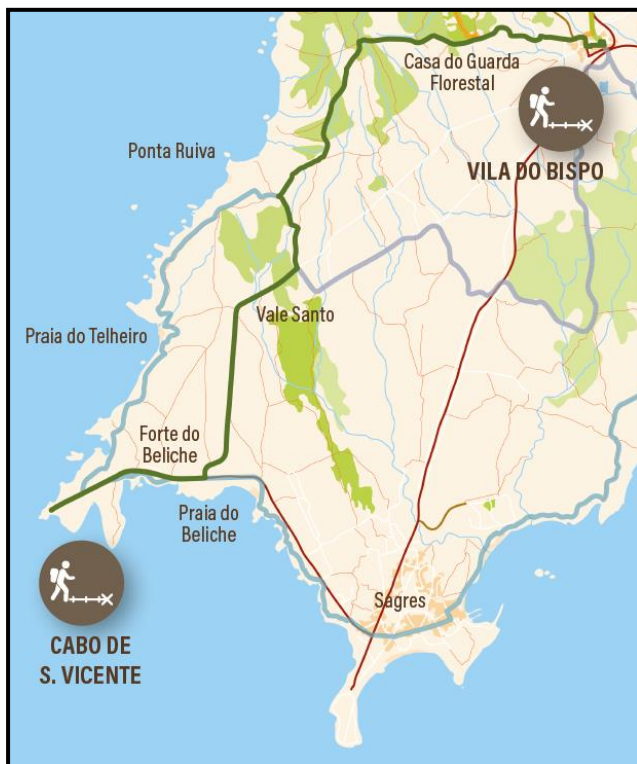 Casa do Guarda
Florestal
Ponta Ruiva
VILA DO BISPO
Vale Santo
Praia do Telheiro
Forte do
Beliche
Praia do
Beliche
Sagres
CABO DE
S. VICENTE